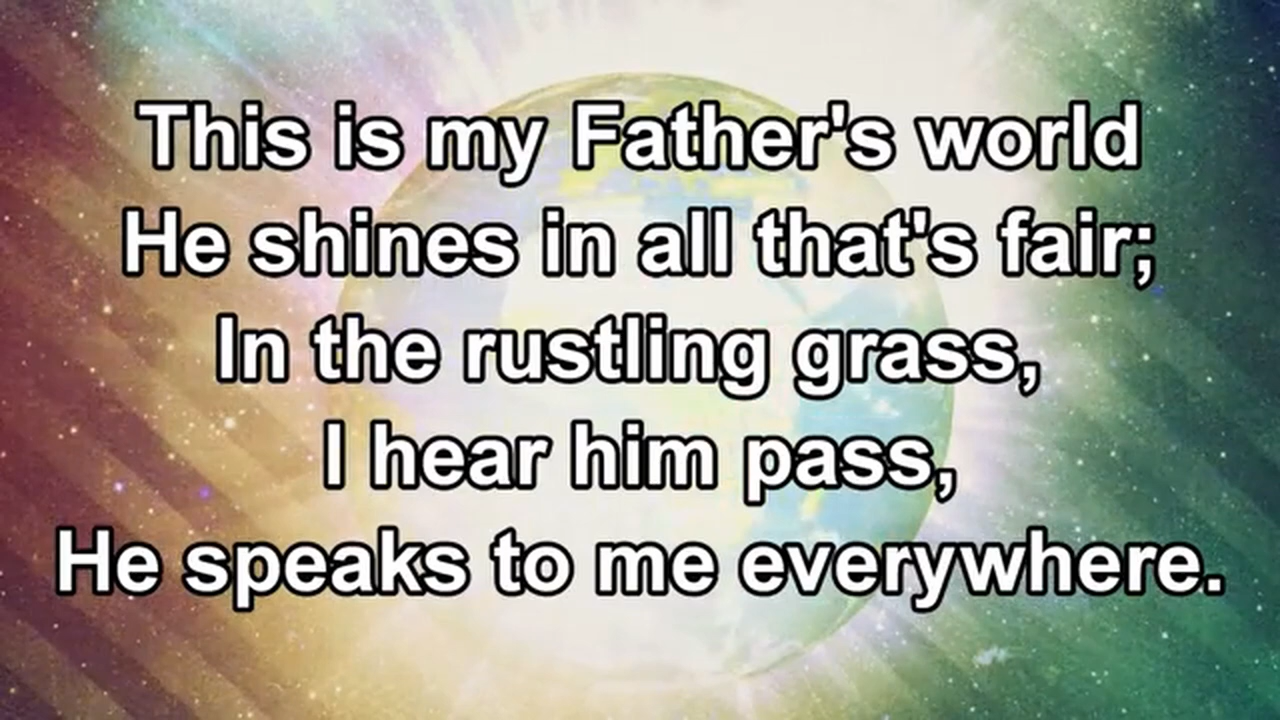 This is my Father's world
He shines in all that's fair;
In the rustling grass,
I hear him pass,
He speaks to me everywhere.